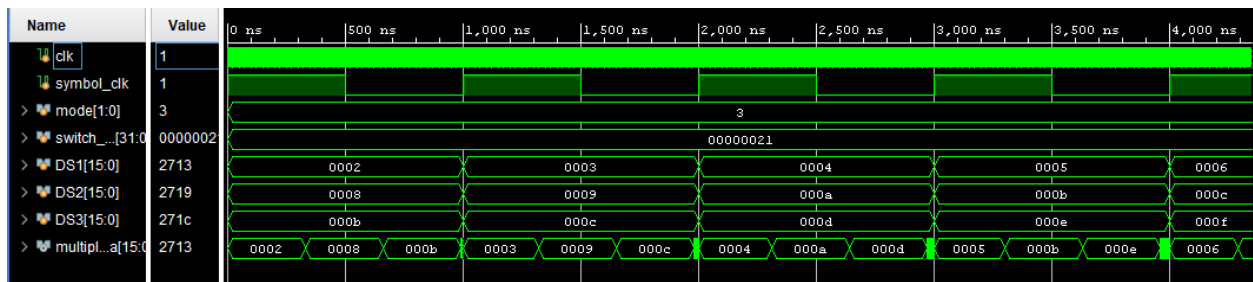 Name Value 0 ns 500 ns 1,000 ns 1,500 ns 2,000 ns 2,500 ns 3,000 ns 3,500 ns 4,000 ns
clk 1
symbol_clk 1
> mode[1:0] 3 3
> switch_...[31:0 00000021 00000021
> DS1[15:0] 2713 0002 0003 0004 0005 0006
> DS2[15:0] 2719 0008 0009 000a 000b 000c
> DS3[15:0] 271c 000b 000c 000d 000e 000f
> multipl...a[15:0 2713 0002 0008 000b 0003 0009 000c 0004 000a 000d 0005 000b 000e 0006